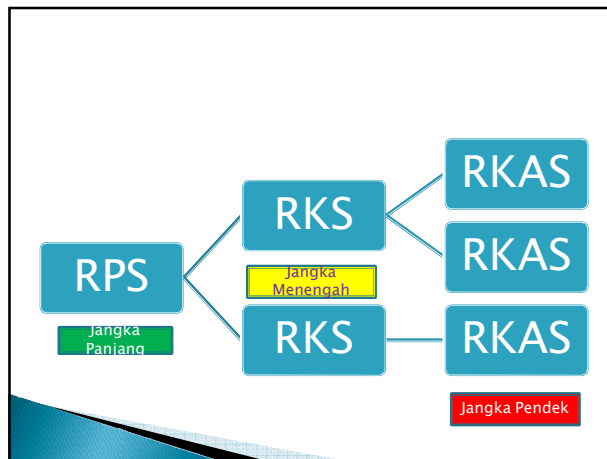 RPS
Jangka
Panjang
RKS
Jangka
Menengah
RKS
RKAS
RKAS
RKAS
Jangka Pendek